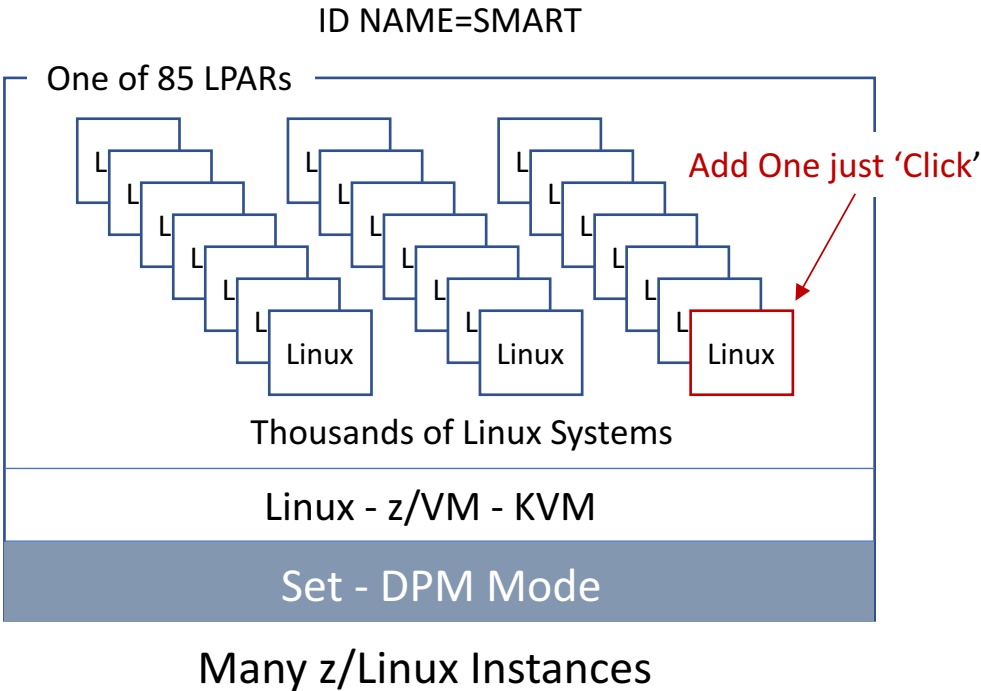 ID NAME=SMART
One of 85 LPARs
L L L
Add One just ‘Click’
L L L
L L L
L L L
L L L
L L L
Linux Linux Linux
Thousands of Linux Systems
Linux - z/VM - KVM
Set - DPM Mode
Many z/Linux Instances